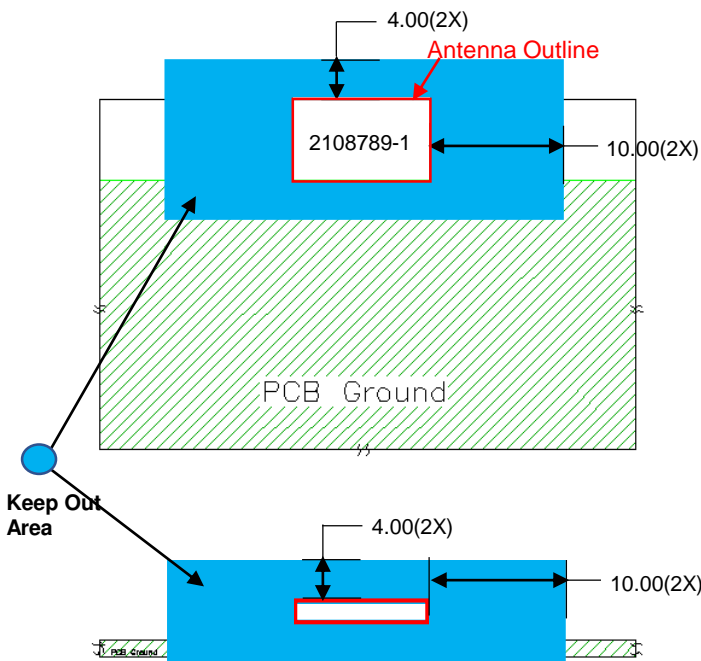 4.00(2X)
Antenna Outline
2108789-1
10.00(2X)
PCB Ground
Keep Out
Area
4.00(2X)
10.00(2X)
PCB Ground